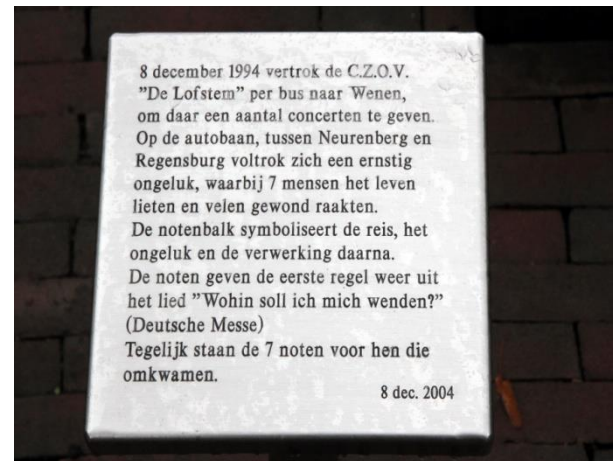 8 december 1994 vertrok de C.Z.O.V.
"De Lofstem" per bus naar Wenen,
om daar een aantal concerten te geven.
Op de autobaan, tussen Neurenberg en
Regensburg voltrok zich een ernstig
ongeluk, waarbij 7 mensen het leven
lieten en velen gewond raakten.
De notenbalk symboliseert de reis, het
ongeluk en de verwerking daarna.
De noten geven de eerste regel weer uit
het lied "Wohin soll ich mich wenden?"
(Deutsche Messe)
Tegelijk staan de 7 noten voor hen die
omkwamen.
8 dec. 2004